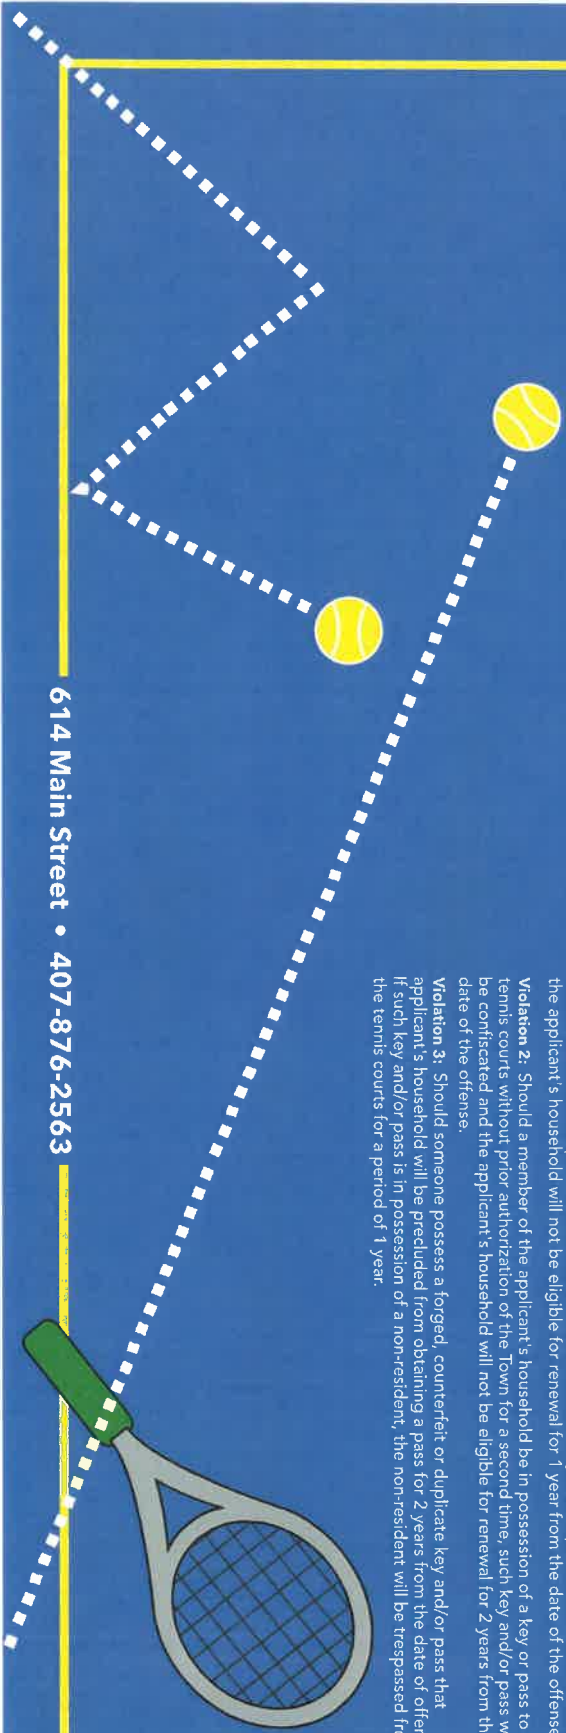 the applicant's household will not be eligible for renewal for 1 year from the date of the offense
Violation 2: Should a member of the applicant's household be in possession of a key or pass to
tennis courts without prior authorization of the Town for a second time, such key and/or pass w
be confiscated and the applicant's household will not be eligible for renewal for 2 years from th
date of the offense.
Violation 3: Should someone possess a forged, counterfeit or duplicate key and/or pass that
applicant's household will be precluded from obtaining a pass for 2 years from the date of offen
If such key and/or pass is in possession of a non-resident, the non-resident will be trespassed fr
the tennis courts for a period of 1 year.
614 Main Street • 407-876-2563